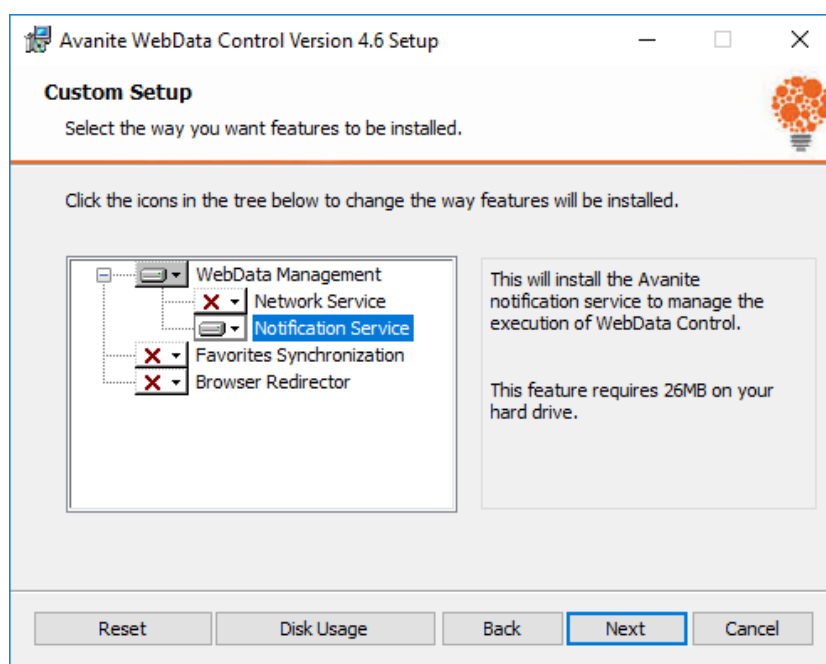 Avanite WebData Control Version 4.6 Setup
Custom Setup
Select the way you want features to be installed.
Click the icons in the tree below to change the way features will be installed.
WebData Management
Network Service
Notification Service
Favorites Synchronization
Browser Redirector
This will install the Avanite
notification service to manage the
execution of WebData Control.
This feature requires 26MB on your
hard drive.
Reset
Disk Usage
Back
Next
Cancel